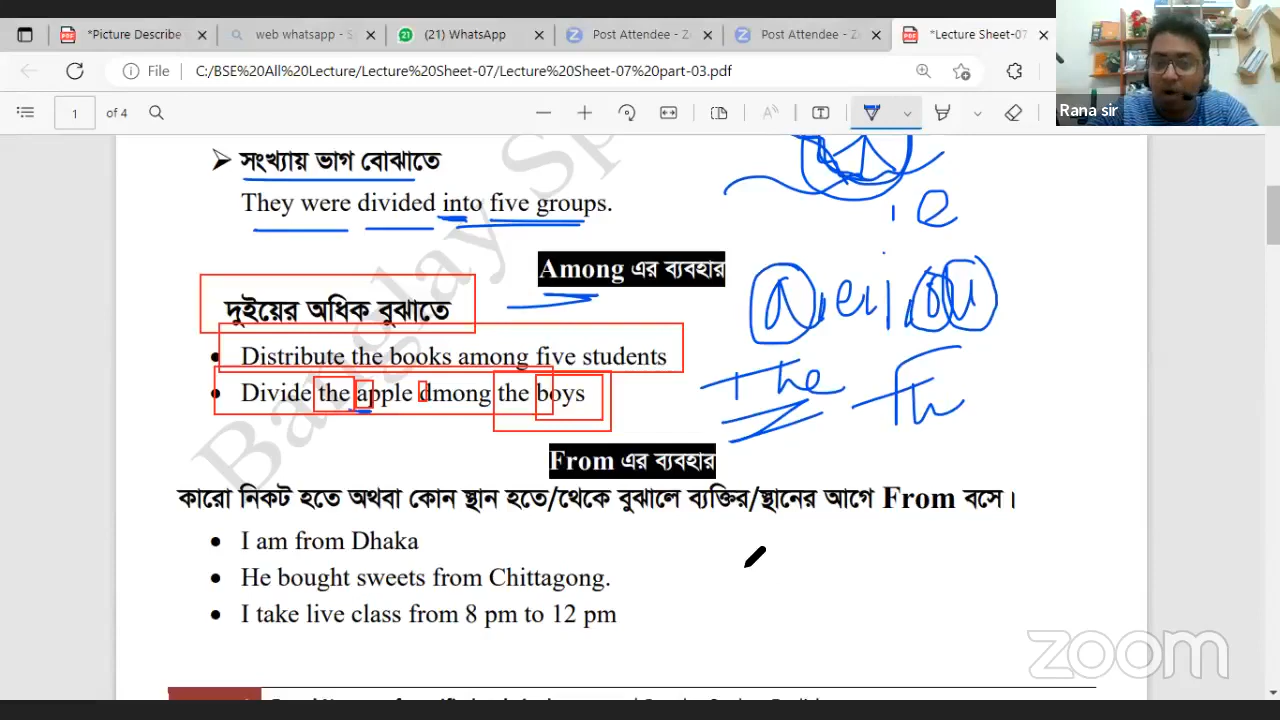 *Picture Describe
web whatsapp - S
(21) WhatsApp
Post Attendee - Z
Post Attendee - Z
*Lecture Sheet-07
File
C:/BSE%20All%20Lecture/Lecture%20Sheet-07/Lecture%20Sheet-07%20part-03.pdf
1 of 4
Rana sir
সংখ্যায় ভাগ বোঝাতে
They were divided into five groups.
i e
Among এর ব্যবহার
a, e i, o u
দুইয়ের অধিক বুঝাতে
Distribute the books among five students
The Th
Divide the apple dmong the boys
From এর ব্যবহার
কারো নিকট হতে অথবা কোন স্থান হতে/থেকে বুঝালে ব্যক্তির/স্থানের আগে From বসে।
I am from Dhaka
He bought sweets from Chittagong.
I take live class from 8 pm to 12 pm
zoom